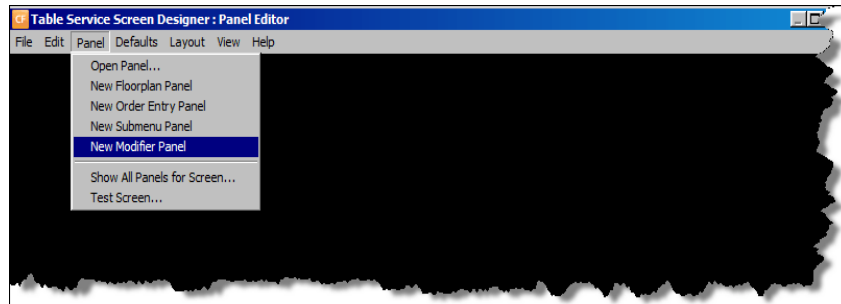 CF Table Service Screen Designer : Panel Editor
File Edit Panel Defaults Layout View Help
Open Panel...
New Floorplan Panel
New Order Entry Panel
New Submenu Panel
New Modifier Panel
Show All Panels for Screen...
Test Screen...